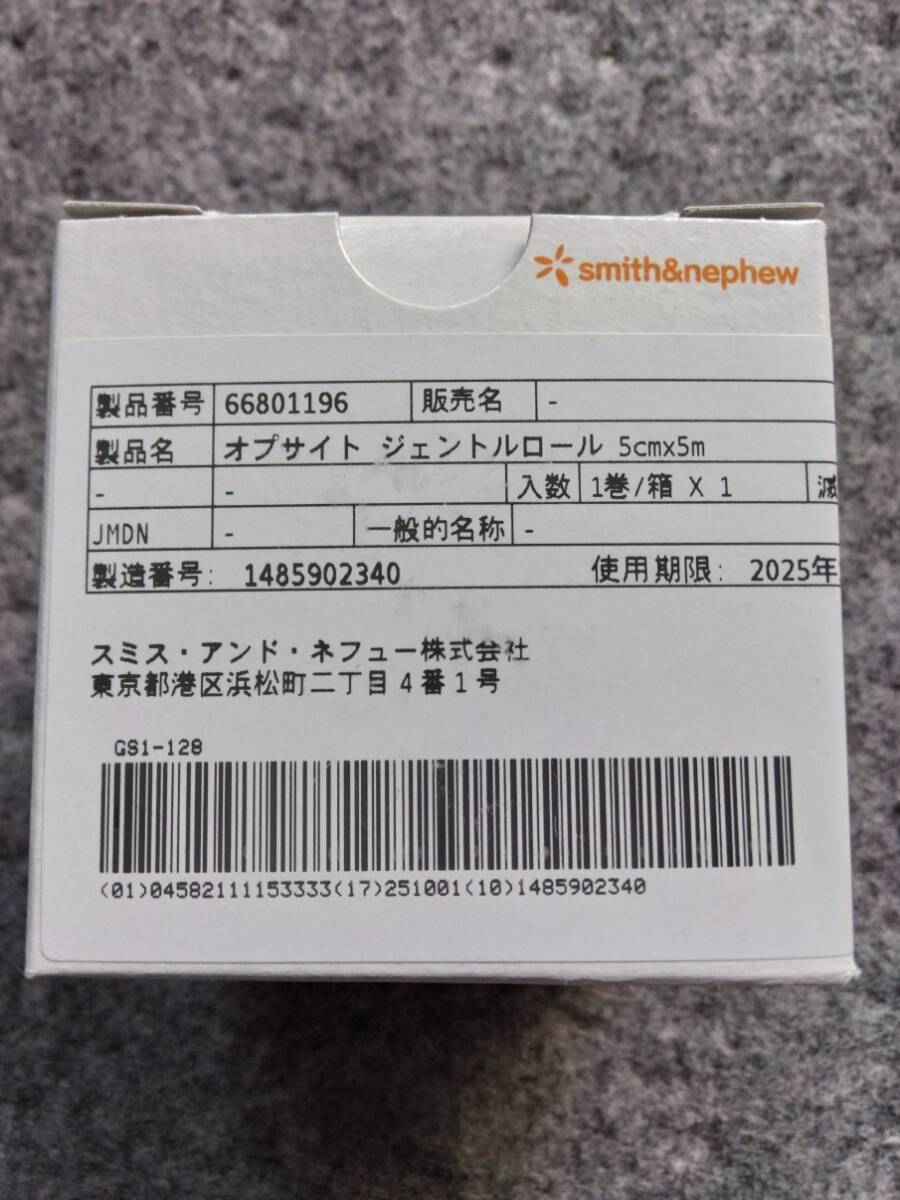 smith&nephew
製品番号 66801196 販売名 -
製品名 オプサイト ジェントルロール 5cmx5m
- - 入数 1巻/箱 X 1 滅
JMDN - 一般的名称 -
製造番号: 1485902340 使用期限: 2025年
スミス・アンド・ネフュー株式会社
東京都港区浜松町二丁目4番1号
GS1-128
(01)04582111153333(17)251001(10)1485902340